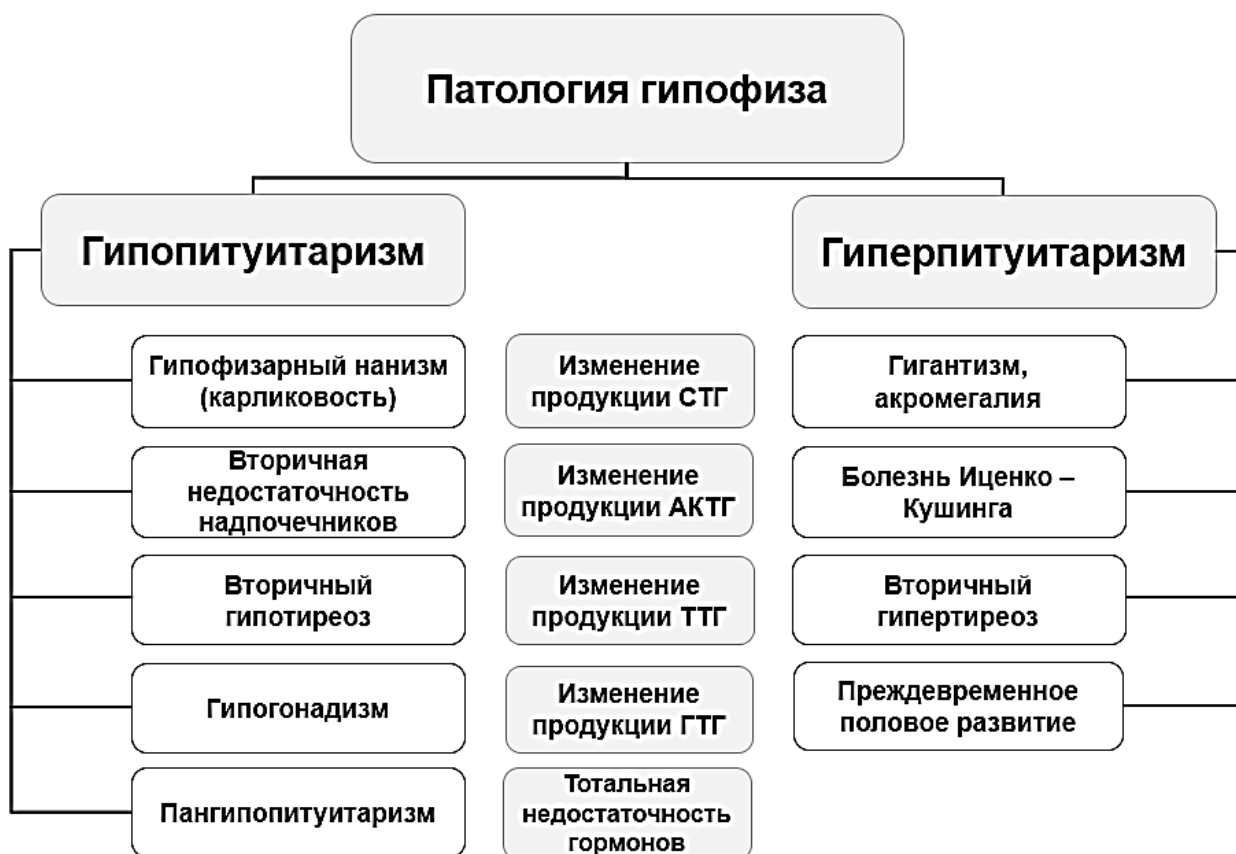 Патология гипофиза
Гипопитуитаризм
Гиперпитуитаризм
Гипофизарный нанизм
(карликовость)
Изменение
продукции СТГ
Гигантизм,
акромегалия
Вторичная
недостаточность
надпочечников
Изменение
продукции АКТГ
Болезнь Иценко –
Кушинга
Вторичный
гипотиреоз
Изменение
продукции ТТГ
Вторичный
гипертиреоз
Гипогонадизм
Изменение
продукции ГТГ
Преждевременное
половое развитие
Пангипопитуитаризм
Тотальная
недостаточность
гормонов